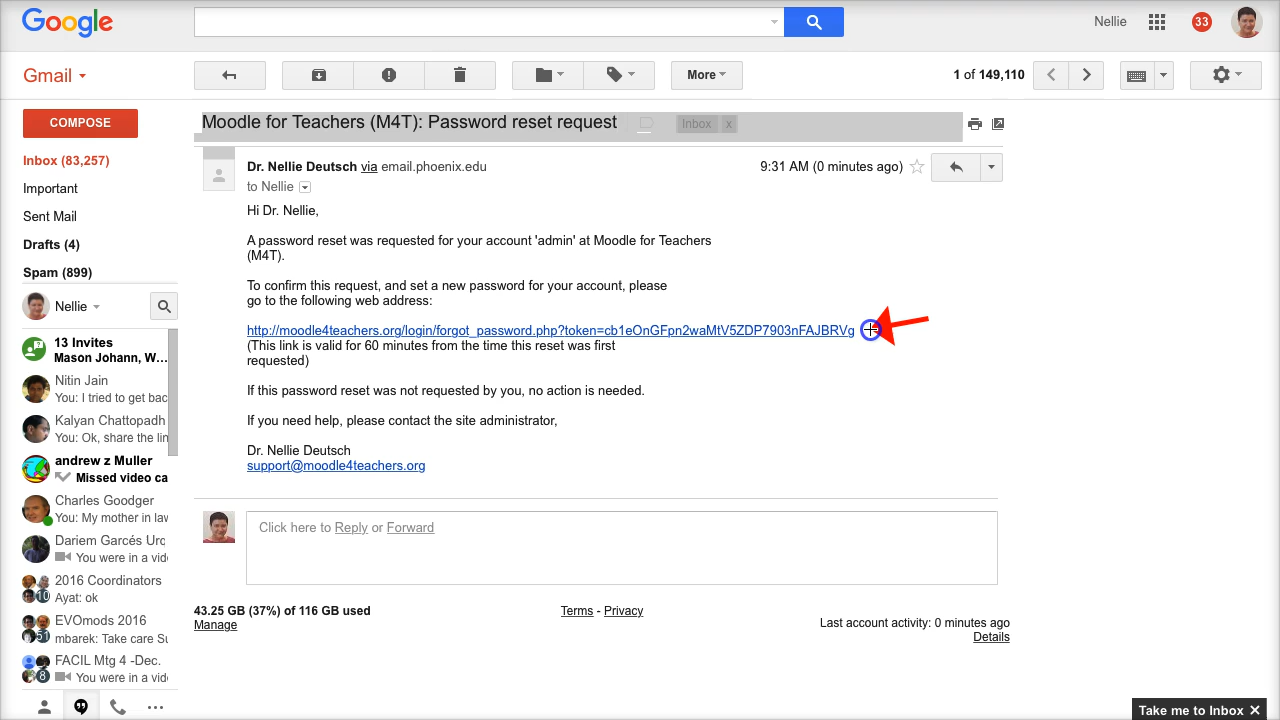 Google
Nellie
33
Gmail
More
1 of 149,110
COMPOSE
Moodle for Teachers (M4T): Password reset request
Inbox x
Inbox (83,257)
Important
Sent Mail
Drafts (4)
Spam (899)
Nellie
Dr. Nellie Deutsch via email.phoenix.edu
9:31 AM (0 minutes ago)
to Nellie
Hi Dr. Nellie,
A password reset was requested for your account 'admin' at Moodle for Teachers
(M4T).
To confirm this request, and set a new password for your account, please
go to the following web address:
http://moodle4teachers.org/login/forgot_password.php?token=cb1eOnGFpn2waMtV5ZDP7903nFAJBRVg
(This link is valid for 60 minutes from the time this reset was first
requested)
If this password reset was not requested by you, no action is needed.
If you need help, please contact the site administrator,
Dr. Nellie Deutsch
support@moodle4teachers.org
Click here to Reply or Forward
13 Invites
Mason Johann, W...
Nitin Jain
You: I tried to get bac
Kalyan Chattopadh
You: Ok, share the lin
andrew z Muller
Missed video ca
Charles Goodger
You: My mother in law
Dariem Garcés Urq
You were in a vide
2016 Coordinators
10
Ayat: ok
EVOmods 2016
51
mbarek: Take care Su
FACIL Mtg 4 -Dec.
8
You were in a vide
43.25 GB (37%) of 116 GB used
Manage
Terms - Privacy
Last account activity: 0 minutes ago
Details
Take me to Inbox ✕